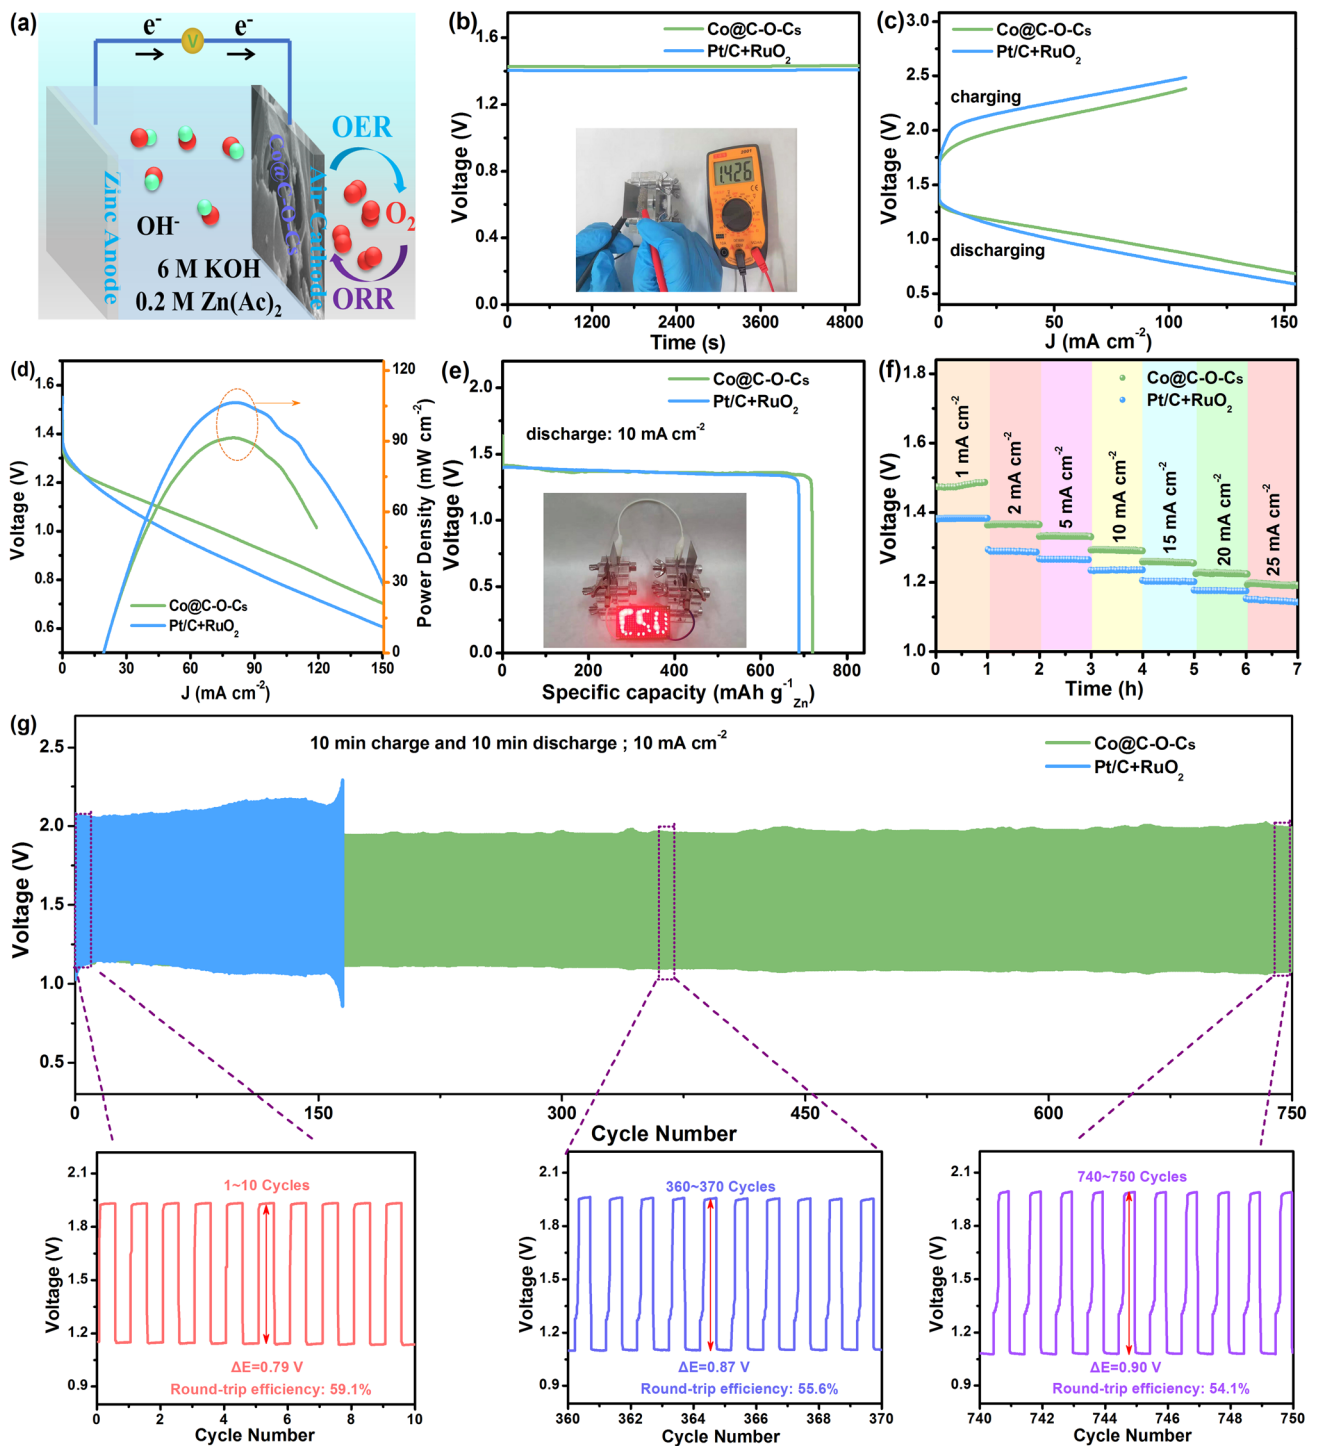 (a)
e-
e-
V
Zinc Anode
OH-
6 M KOH
0.2 M Zn(Ac)2
Co@C-O-Cs
Air Cathode
OER
O2
ORR
(b)
Co@C-O-Cs
Pt/C+RuO2
1.426
Voltage (V)
1.6
1.2
0.8
0.4
0.0
0
1200
2400
3600
4800
Time (s)
(c)
Co@C-O-Cs
Pt/C+RuO2
charging
discharging
Voltage (V)
3.0
2.5
2.0
1.5
1.0
0.5
0
50
100
150
J (mA cm-2)
(d)
Voltage (V)
1.6
1.4
1.2
1.0
0.8
0.6
Co@C-O-Cs
Pt/C+RuO2
0
30
60
90
120
150
J (mA cm-2)
120
90
60
30
0
Power Density (mW cm-2)
(e)
Co@C-O-Cs
Pt/C+RuO2
discharge: 10 mA cm-2
CSU
Voltage (V)
2.0
1.5
1.0
0.5
0.0
0
200
400
600
800
Specific capacity (mAh g-1Zn)
(f)
Co@C-O-Cs
Pt/C+RuO2
1 mA cm-2
2 mA cm-2
5 mA cm-2
10 mA cm-2
15 mA cm-2
20 mA cm-2
25 mA cm-2
Voltage (V)
1.8
1.6
1.4
1.2
1.0
0
1
2
3
4
5
6
7
Time (h)
(g)
10 min charge and 10 min discharge ; 10 mA cm-2
Co@C-O-Cs
Pt/C+RuO2
Voltage (V)
2.5
2.0
1.5
1.0
0.5
0
150
300
450
600
750
Cycle Number
Voltage (V)
2.1
1.8
1.5
1.2
0.9
1~10 Cycles
ΔE=0.79 V
Round-trip efficiency: 59.1%
0
2
4
6
8
10
Cycle Number
Voltage (V)
2.1
1.8
1.5
1.2
0.9
360~370 Cycles
ΔE=0.87 V
Round-trip efficiency: 55.6%
360
362
364
366
368
370
Cycle Number
Voltage (V)
2.1
1.8
1.5
1.2
0.9
740~750 Cycles
ΔE=0.90 V
Round-trip efficiency: 54.1%
740
742
744
746
748
750
Cycle Number